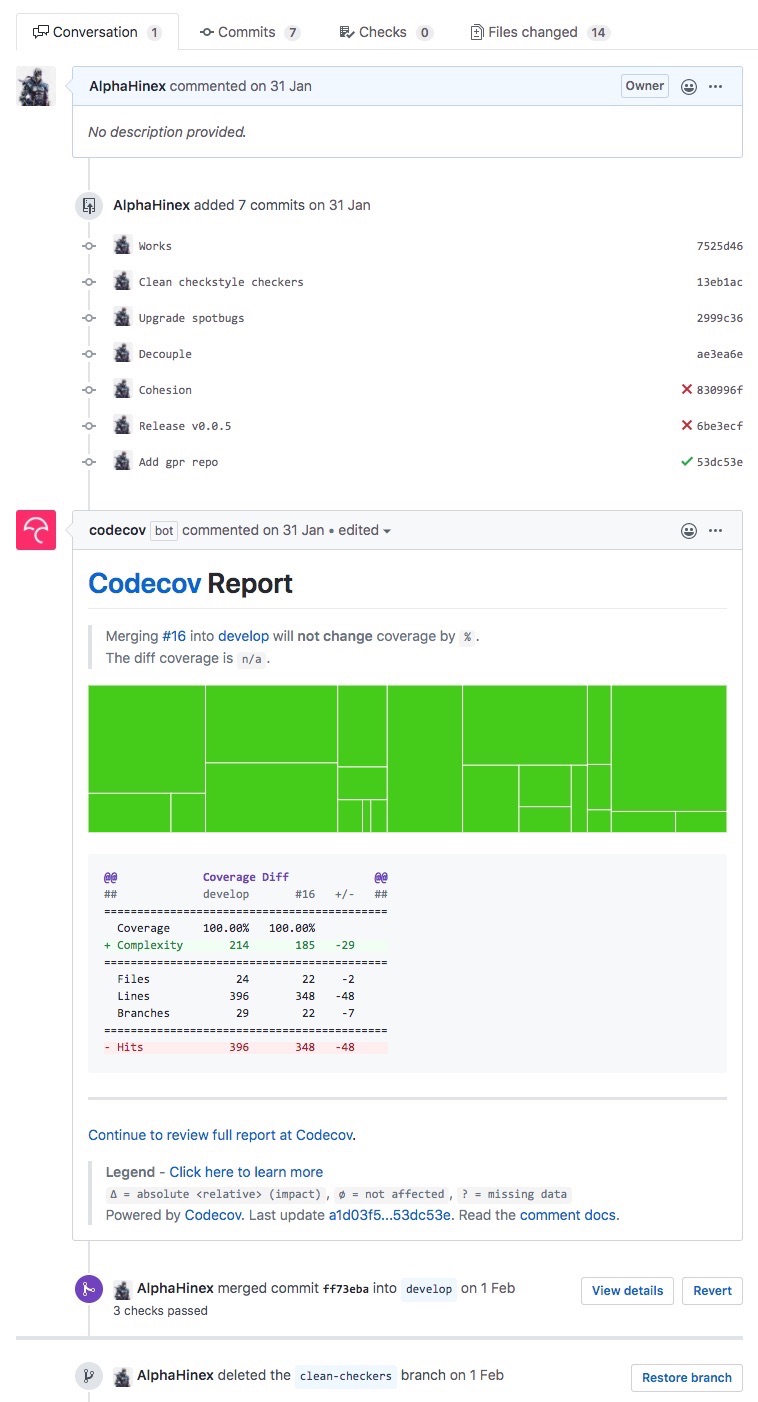 Conversation 1 Commits 7 Checks 0 Files changed 14
AlphaHinex commented on 31 Jan Owner
No description provided.
AlphaHinex added 7 commits on 31 Jan
Works 7525d46
Clean checkstyle checkers 13eb1ac
Upgrade spotbugs 2999c36
Decouple ae3ea6e
Cohesion 830996f
Release v0.0.5 6be3ecf
Add gpr repo 53dc53e
codecov bot commented on 31 Jan • edited
Codecov Report
Merging #16 into develop will not change coverage by %.
The diff coverage is n/a.
@@ Coverage Diff @@
## develop #16 +/- ##
===========================================
Coverage 100.00% 100.00%
+ Complexity 214 185 -29
===========================================
Files 24 22 -2
Lines 396 348 -48
Branches 29 22 -7
===========================================
- Hits 396 348 -48
Continue to review full report at Codecov.
Legend - Click here to learn more
Δ = absolute <relative> (impact), ø = not affected, ? = missing data
Powered by Codecov. Last update a1d03f5...53dc53e. Read the comment docs.
AlphaHinex merged commit ff73eba into develop on 1 Feb View details Revert
3 checks passed
AlphaHinex deleted the clean-checkers branch on 1 Feb Restore branch